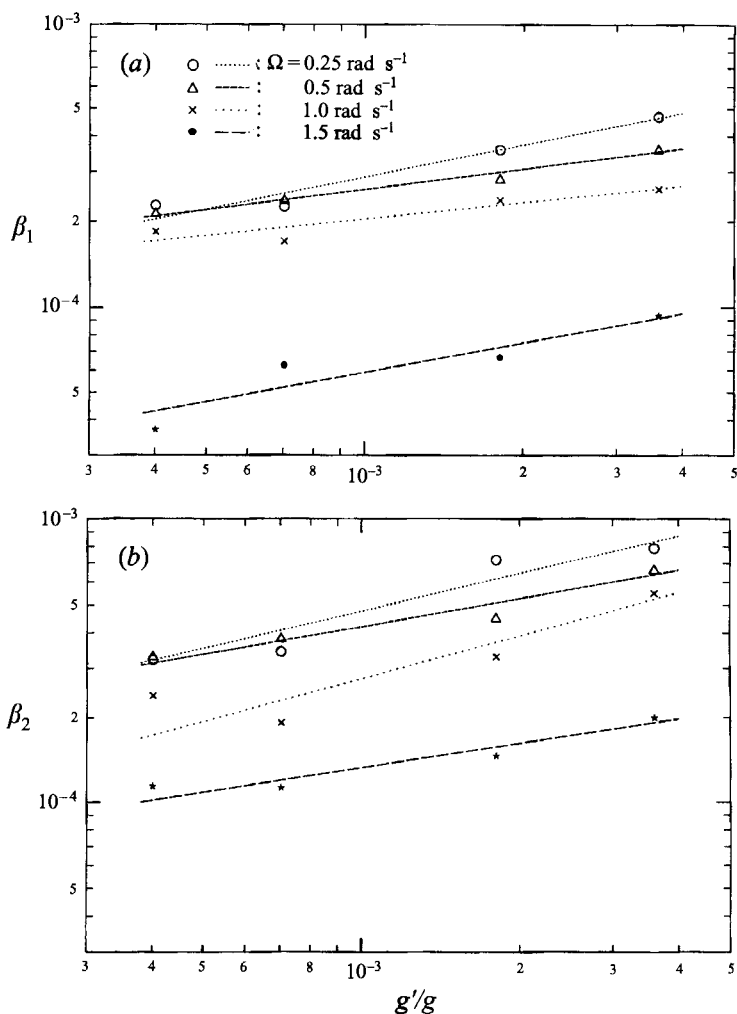 10⁻³
(a)
Ω = 0.25 rad s⁻¹
0.5 rad s⁻¹
1.0 rad s⁻¹
1.5 rad s⁻¹
5
β₁
2
10⁻⁴
5
3 4 5 6 8 10⁻³ 2 3 4 5
10⁻³
(b)
5
β₂
2
10⁻⁴
5
3 4 5 6 8 10⁻³ 2 3 4 5
g'/g